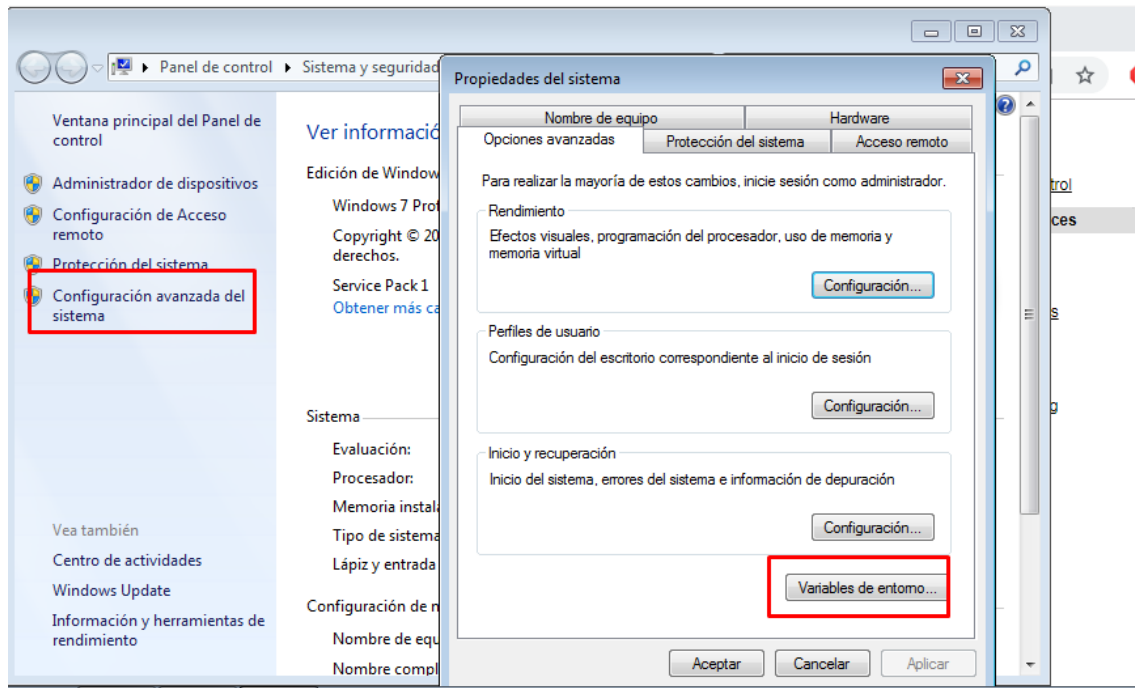 Panel de control
Sistema y seguridad
Ventana principal del Panel de
control
Administrador de dispositivos
Configuración de Acceso
remoto
Protección del sistema
Configuración avanzada del
sistema
Vea también
Centro de actividades
Windows Update
Información y herramientas de
rendimiento
Ver informació
Edición de Window
Windows 7 Prof
Copyright © 20
derechos.
Service Pack 1
Obtener más ca
Sistema
Evaluación:
Procesador:
Memoria instala
Tipo de sistema
Lápiz y entrada
Configuración de n
Nombre de equ
Nombre compl
Propiedades del sistema
Nombre de equipo
Hardware
Opciones avanzadas
Protección del sistema
Acceso remoto
Para realizar la mayoría de estos cambios, inicie sesión como administrador.
Rendimiento
Efectos visuales, programación del procesador, uso de memoria y
memoria virtual
Configuración...
Perfiles de usuario
Configuración del escritorio correspondiente al inicio de sesión
Configuración...
Inicio y recuperación
Inicio del sistema, errores del sistema e información de depuración
Configuración...
Variables de entorno...
Aceptar
Cancelar
Aplicar
trol
ces
s
g